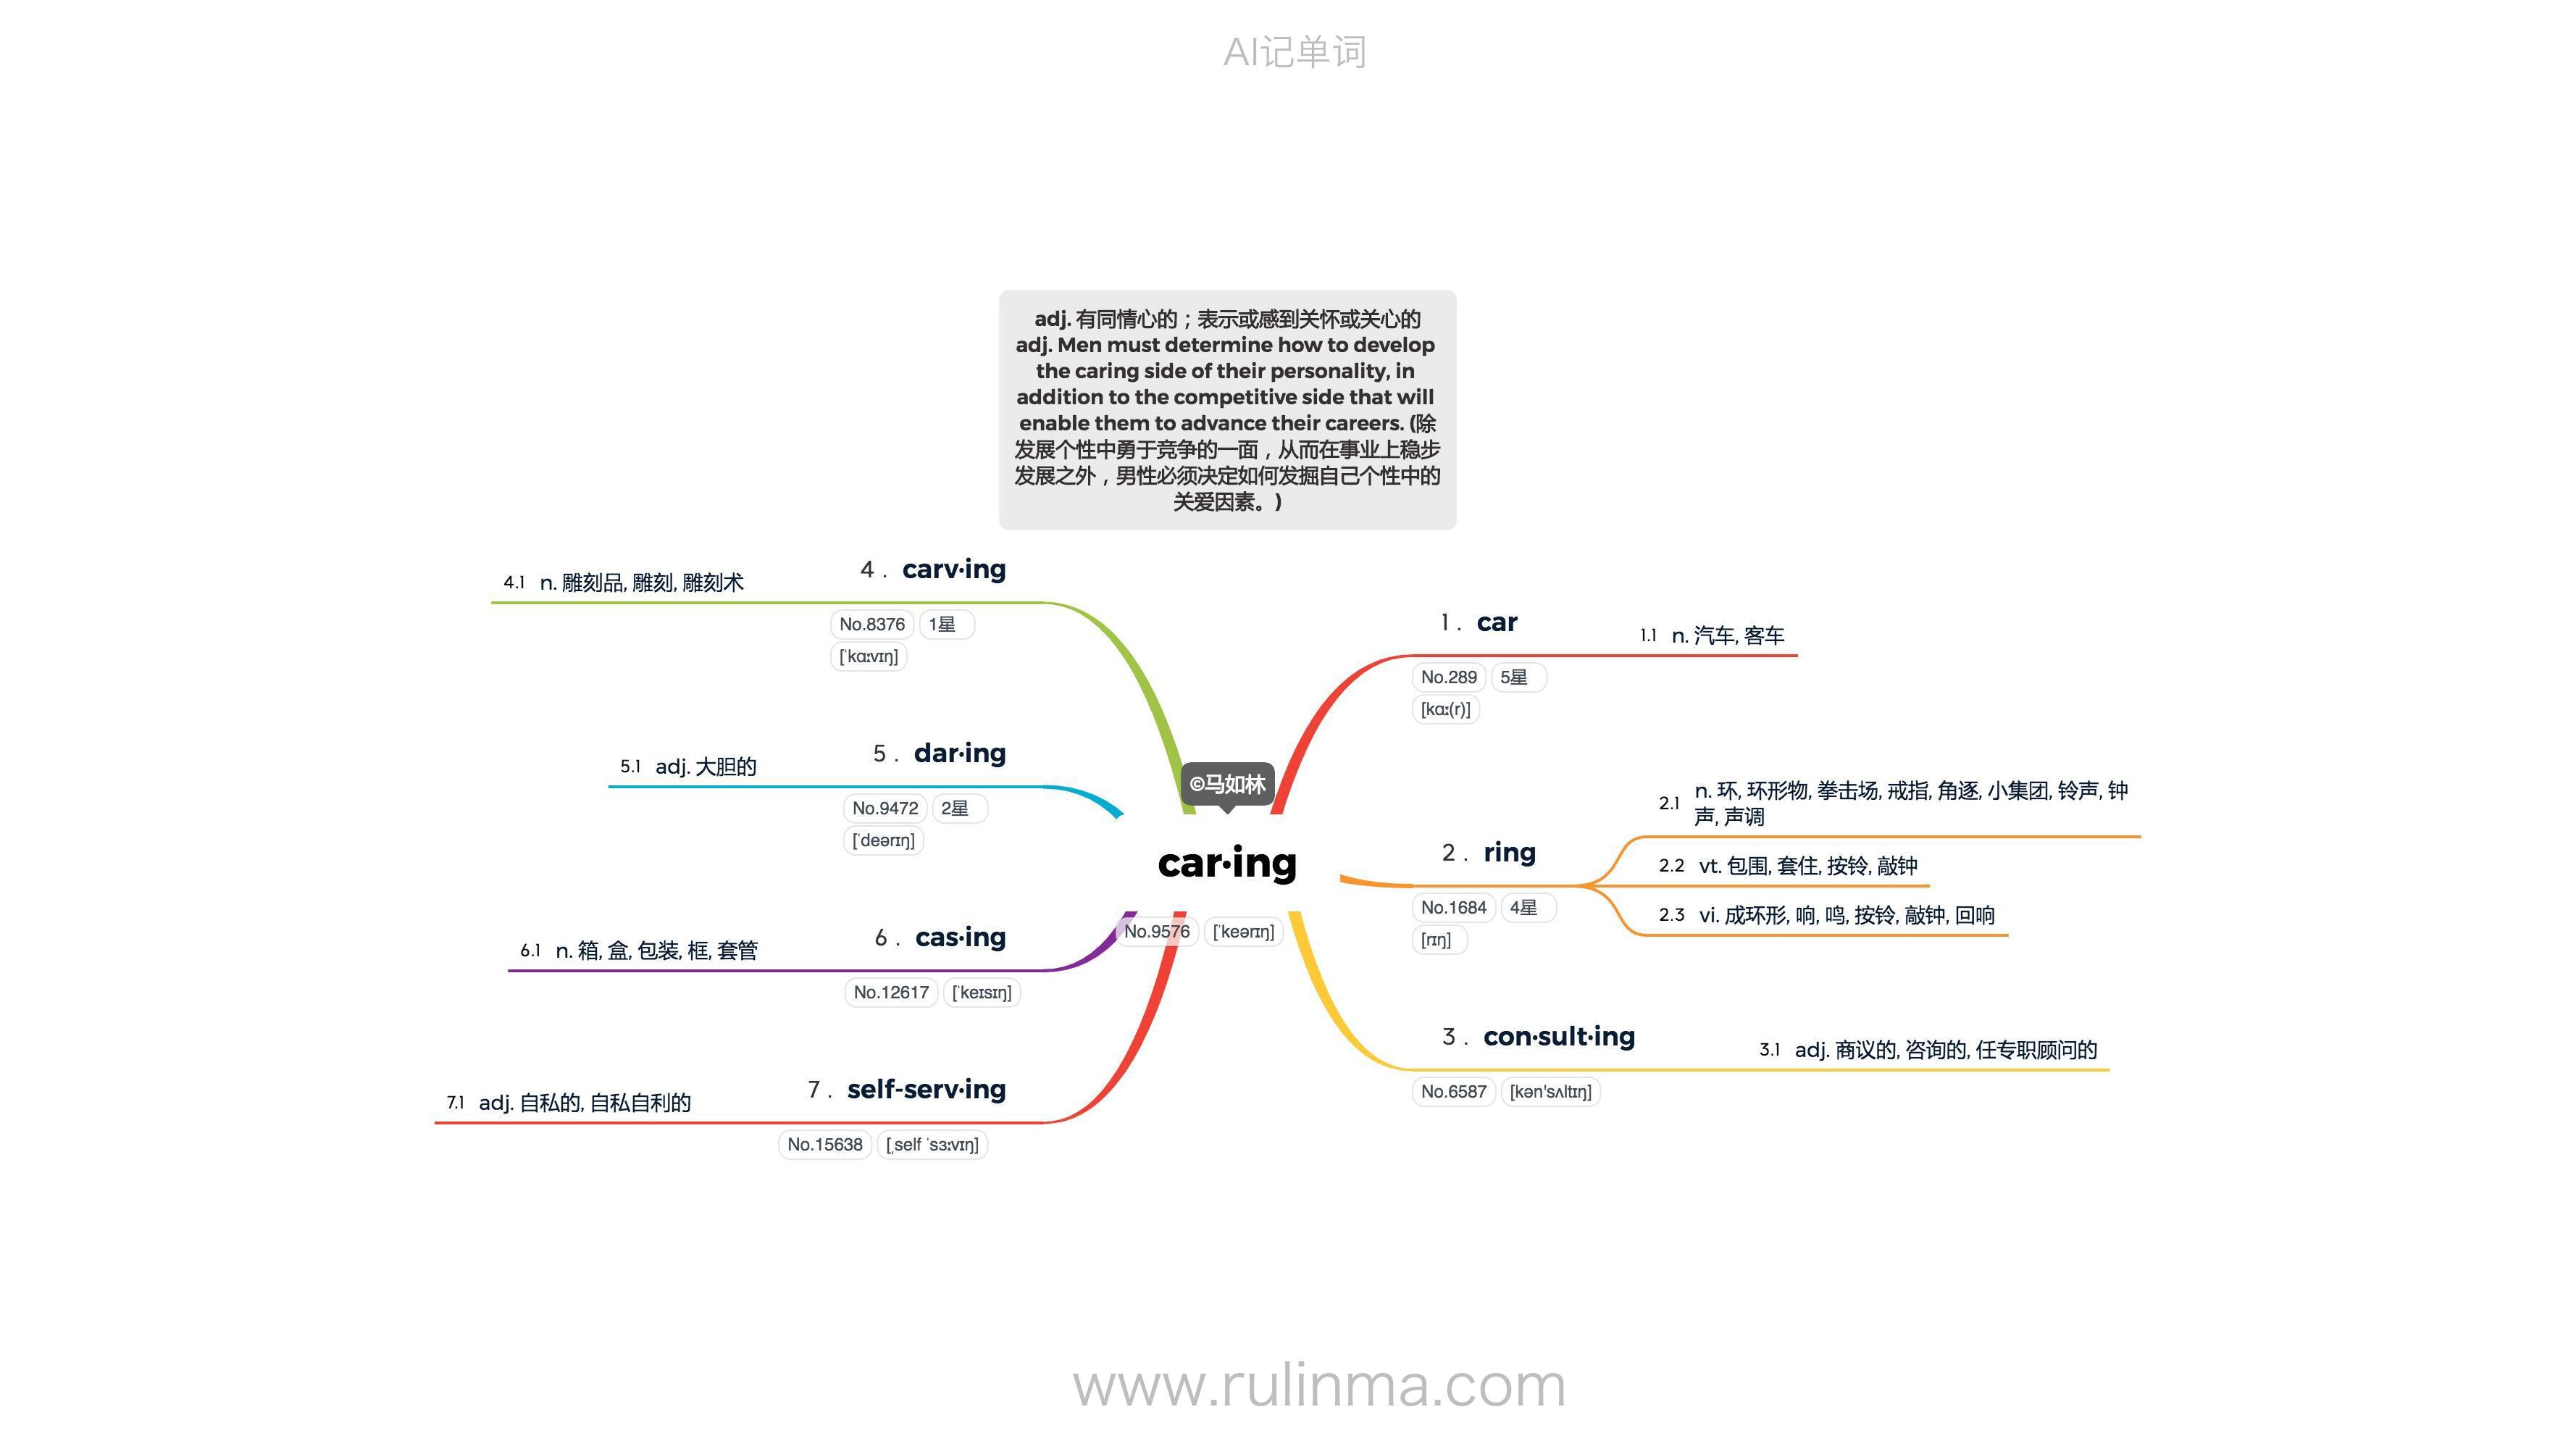 AI记单词
adj. 有同情心的；表示或感到关怀或关心的
adj. Men must determine how to develop
the caring side of their personality, in
addition to the competitive side that will
enable them to advance their careers. (除
发展个性中勇于竞争的一面，从而在事业上稳步
发展之外，男性必须决定如何发掘自己个性中的
关爱因素。)
©马如林
car·ing
No.9576 [ˈkeərɪŋ]
1. car
No.289 5星
[kɑː(r)]
1.1 n. 汽车, 客车
2. ring
No.1684 4星
[rɪŋ]
2.1 n. 环, 环形物, 拳击场, 戒指, 角逐, 小集团, 铃声, 钟
声, 声调
2.2 vt. 包围, 套住, 按铃, 敲钟
2.3 vi. 成环形, 响, 鸣, 按铃, 敲钟, 回响
3. con·sult·ing
No.6587 [kən'sʌltɪŋ]
3.1 adj. 商议的, 咨询的, 任专职顾问的
4. carv·ing
No.8376 1星
[ˈkɑːvɪŋ]
4.1 n. 雕刻品, 雕刻, 雕刻术
5. dar·ing
No.9472 2星
[ˈdeərɪŋ]
5.1 adj. 大胆的
6. cas·ing
No.12617 [ˈkeɪsɪŋ]
6.1 n. 箱, 盒, 包装, 框, 套管
7. self-serv·ing
No.15638 [ˌself ˈsɜːvɪŋ]
7.1 adj. 自私的, 自私自利的
www.rulinma.com